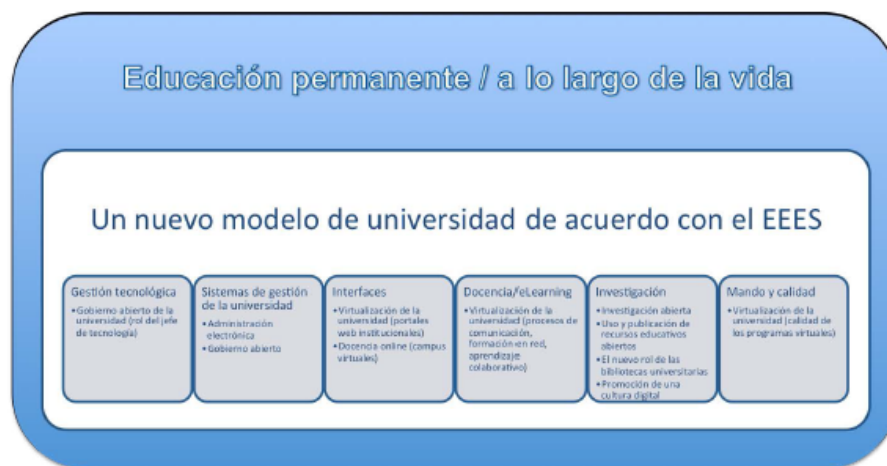 Educación permanente / a lo largo de la vida
Un nuevo modelo de universidad de acuerdo con el EEES
Gestión tecnológica
• Gobierno abierto de la
universidad (rol del jefe
de tecnología)
Sistemas de gestión
de la universidad
• Administración
electrónica
• Gobierno abierto
Interfaces
• Virtualización de la
universidad (portales
web institucionales)
• Docencia online (campus
virtuales)
Docencia/eLearning
• Virtualización de la
universidad (procesos de
comunicación,
formación en red,
aprendizaje
colaborativo)
Investigación
• Investigación abierta
• Uso y publicación de
recursos educativos
abiertos
• El nuevo rol de las
bibliotecas universitarias
• Promoción de una
cultura digital
Mando y calidad
• Virtualización de la
universidad (calidad de
los programas virtuales)